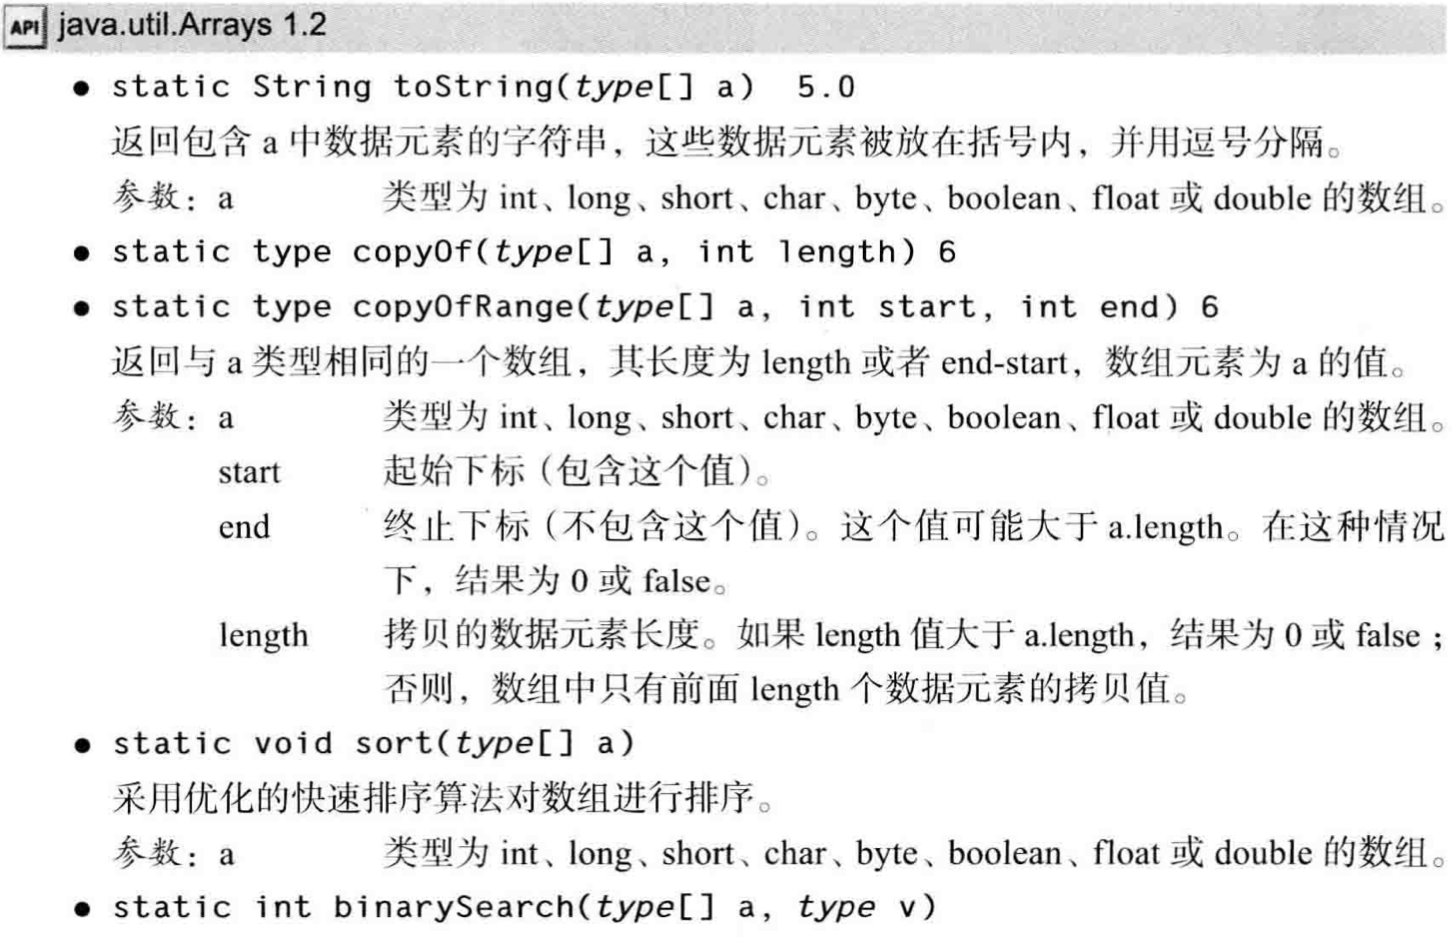 API java.util.Arrays 1.2
● static String toString(type[] a) 5.0
返回包含 a 中数据元素的字符串，这些数据元素被放在括号内，并用逗号分隔。
参数：a 类型为 int、long、short、char、byte、boolean、float 或 double 的数组。
● static type copyOf(type[] a, int length) 6
● static type copyOfRange(type[] a, int start, int end) 6
返回与 a 类型相同的一个数组，其长度为 length 或者 end-start，数组元素为 a 的值。
参数：a 类型为 int、long、short、char、byte、boolean、float 或 double 的数组。
start 起始下标（包含这个值）。
end 终止下标（不包含这个值）。这个值可能大于 a.length。在这种情况
下，结果为 0 或 false。
length 拷贝的数据元素长度。如果 length 值大于 a.length，结果为 0 或 false；
否则，数组中只有前面 length 个数据元素的拷贝值。
● static void sort(type[] a)
采用优化的快速排序算法对数组进行排序。
参数：a 类型为 int、long、short、char、byte、boolean、float 或 double 的数组。
● static int binarySearch(type[] a, type v)